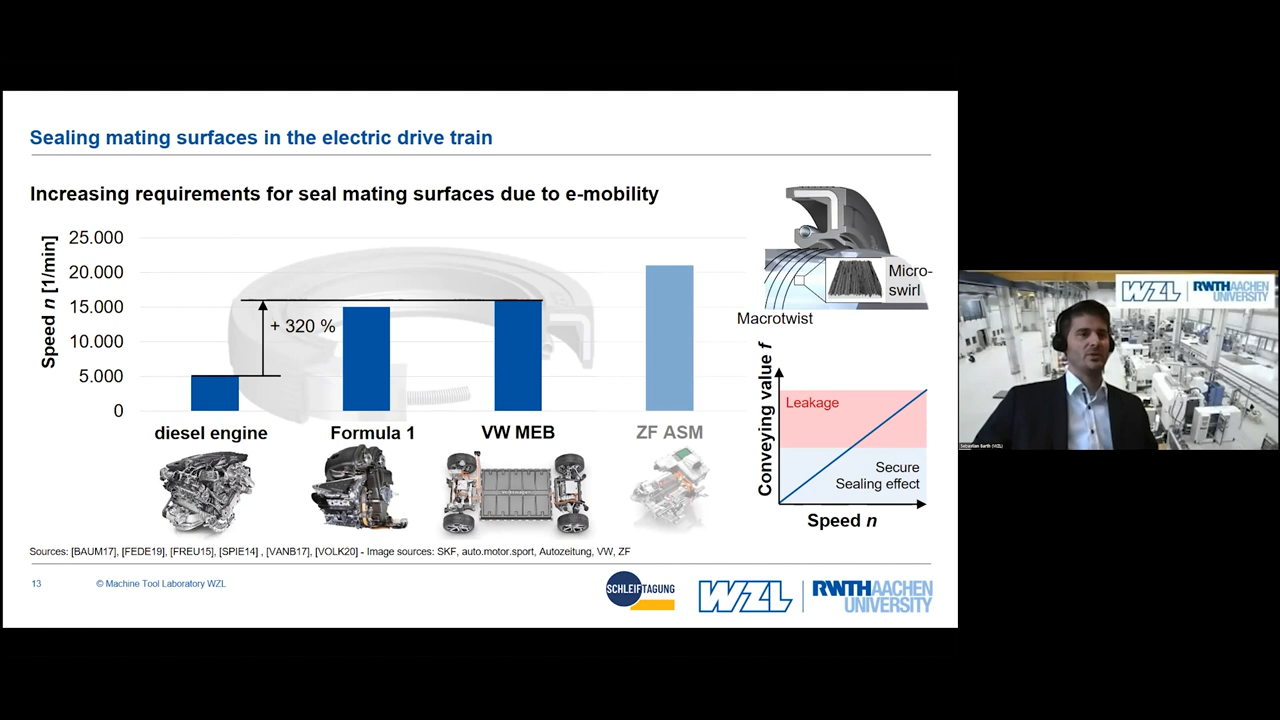 Sealing mating surfaces in the electric drive train
Increasing requirements for seal mating surfaces due to e-mobility
Speed n [1/min]
25.000
20.000
15.000
10.000
5.000
0
+ 320 %
diesel engine
Formula 1
VW MEB
ZF ASM
Micro-
swirl
Macrotwist
Conveying value f
Leakage
Secure
Sealing effect
Speed n
Sources: [BAUM17], [FEDE19], [FREU15], [SPIE14] , [VANB17], [VOLK20] - Image sources: SKF, auto.motor.sport, Autozeitung, VW, ZF
13
© Machine Tool Laboratory WZL
SCHLEIFTAGUNG
WZL
RWTHAACHEN
UNIVERSITY
WZL
RWTHAACHEN
UNIVERSITY
Sebastian Barth (WZL)